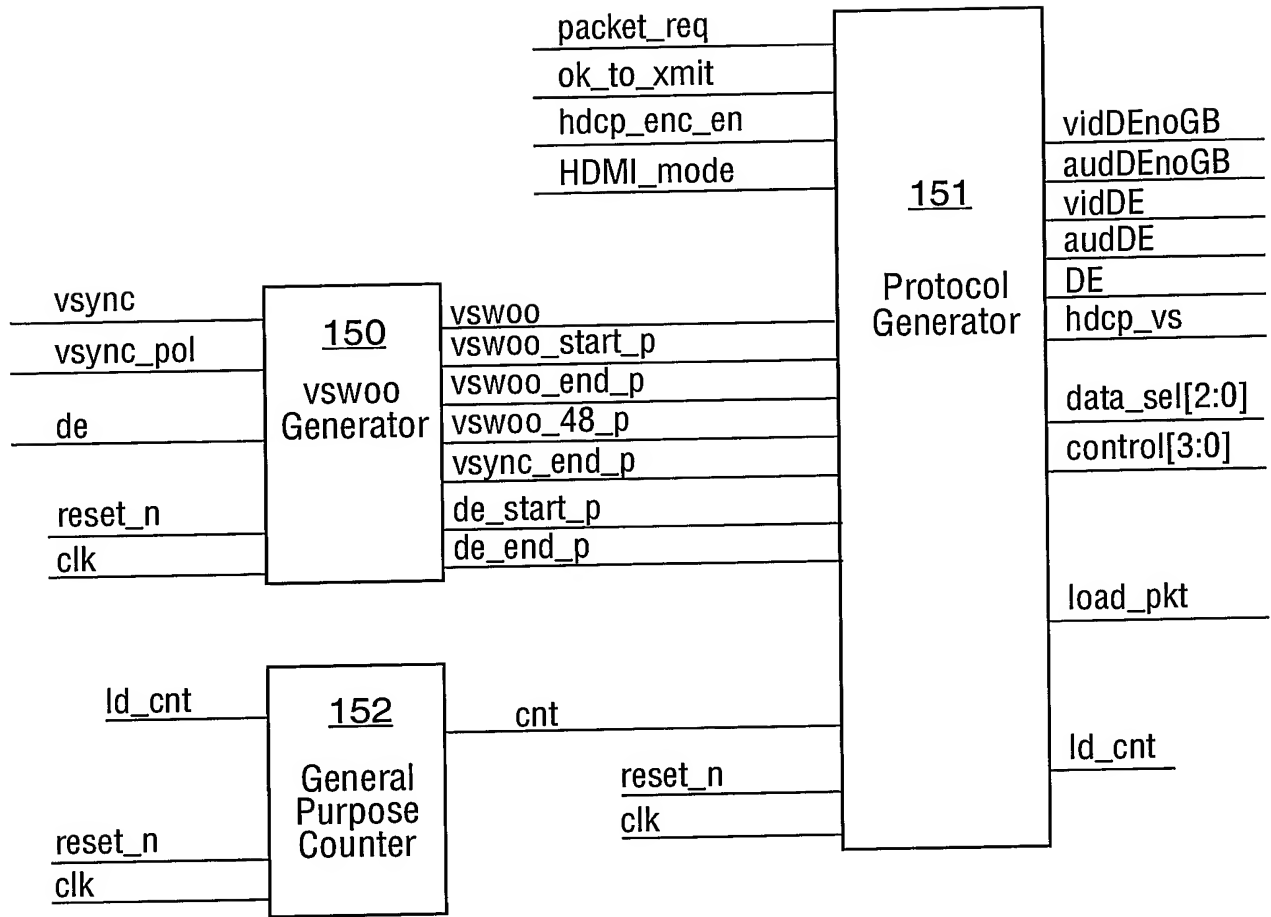 packet_req
ok_to_xmit
hdcp_enc_en
HDMI_mode
151
Protocol
Generator
vidDEnoGB
audDEnoGB
vidDE
audDE
DE
hdcp_vs
data_sel[2:0]
control[3:0]
load_pkt
ld_cnt
vsync
vsync_pol
de
reset_n
clk
150
vswoo
Generator
vswoo
vswoo_start_p
vswoo_end_p
vswoo_48_p
vsync_end_p
de_start_p
de_end_p
ld_cnt
reset_n
clk
152
General
Purpose
Counter
cnt
reset_n
clk